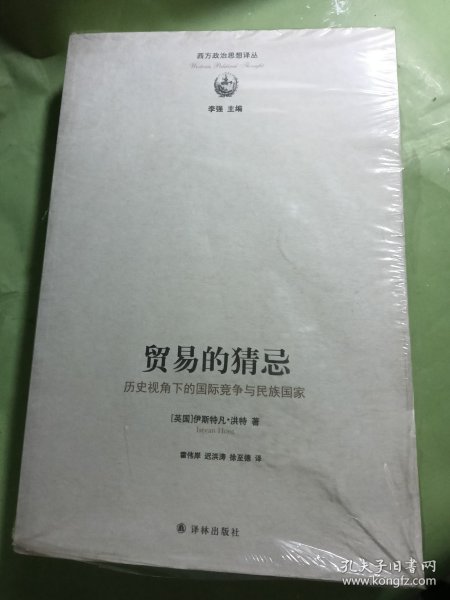 西方政治思想译丛
Western Political Thought
李强 主编
贸易的猜忌
历史视角下的国际竞争与民族国家
[英国]伊斯特凡·洪特 著
Istvan Hont
霍伟岸 迟洪涛 徐至德 译
译林出版社
孔夫子旧书网
www.kongfz.com